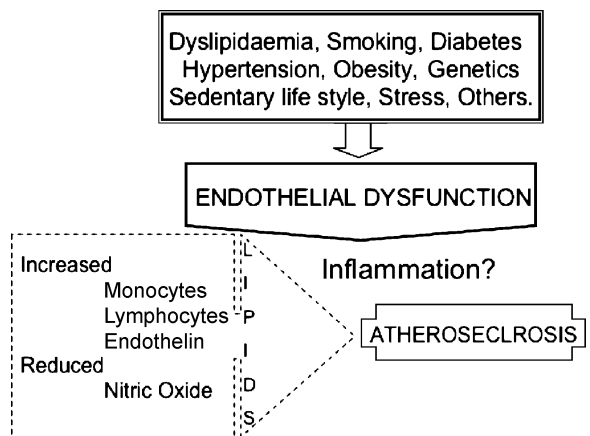 Dyslipidaemia, Smoking, Diabetes
Hypertension, Obesity, Genetics
Sedentary life style, Stress, Others.
ENDOTHELIAL DYSFUNCTION
Inflammation?
Increased
Monocytes
Lymphocytes
Endothelin
Reduced
Nitric Oxide
L
I
P
I
D
S
ATHEROSECLROSIS